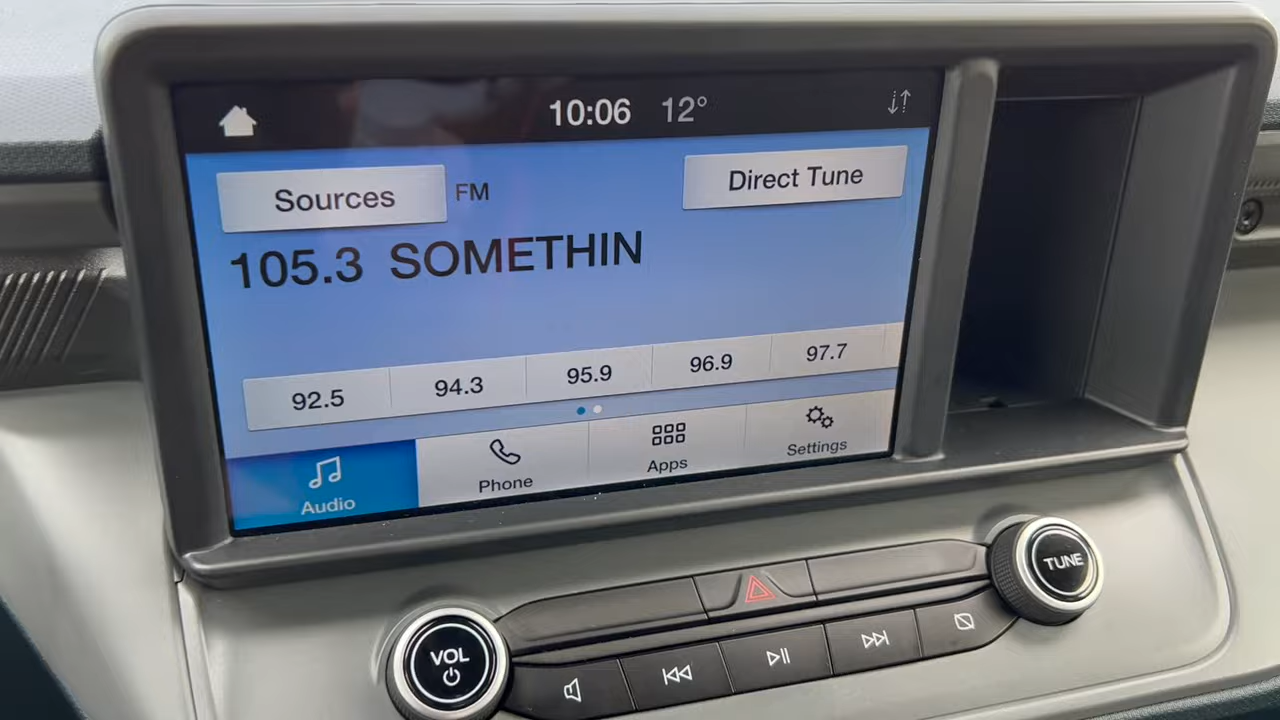 10:06 12°
Sources FM Direct Tune
105.3 SOMETHIN
92.5 94.3 95.9 96.9 97.7
Audio Phone Apps Settings
TUNE
VOL